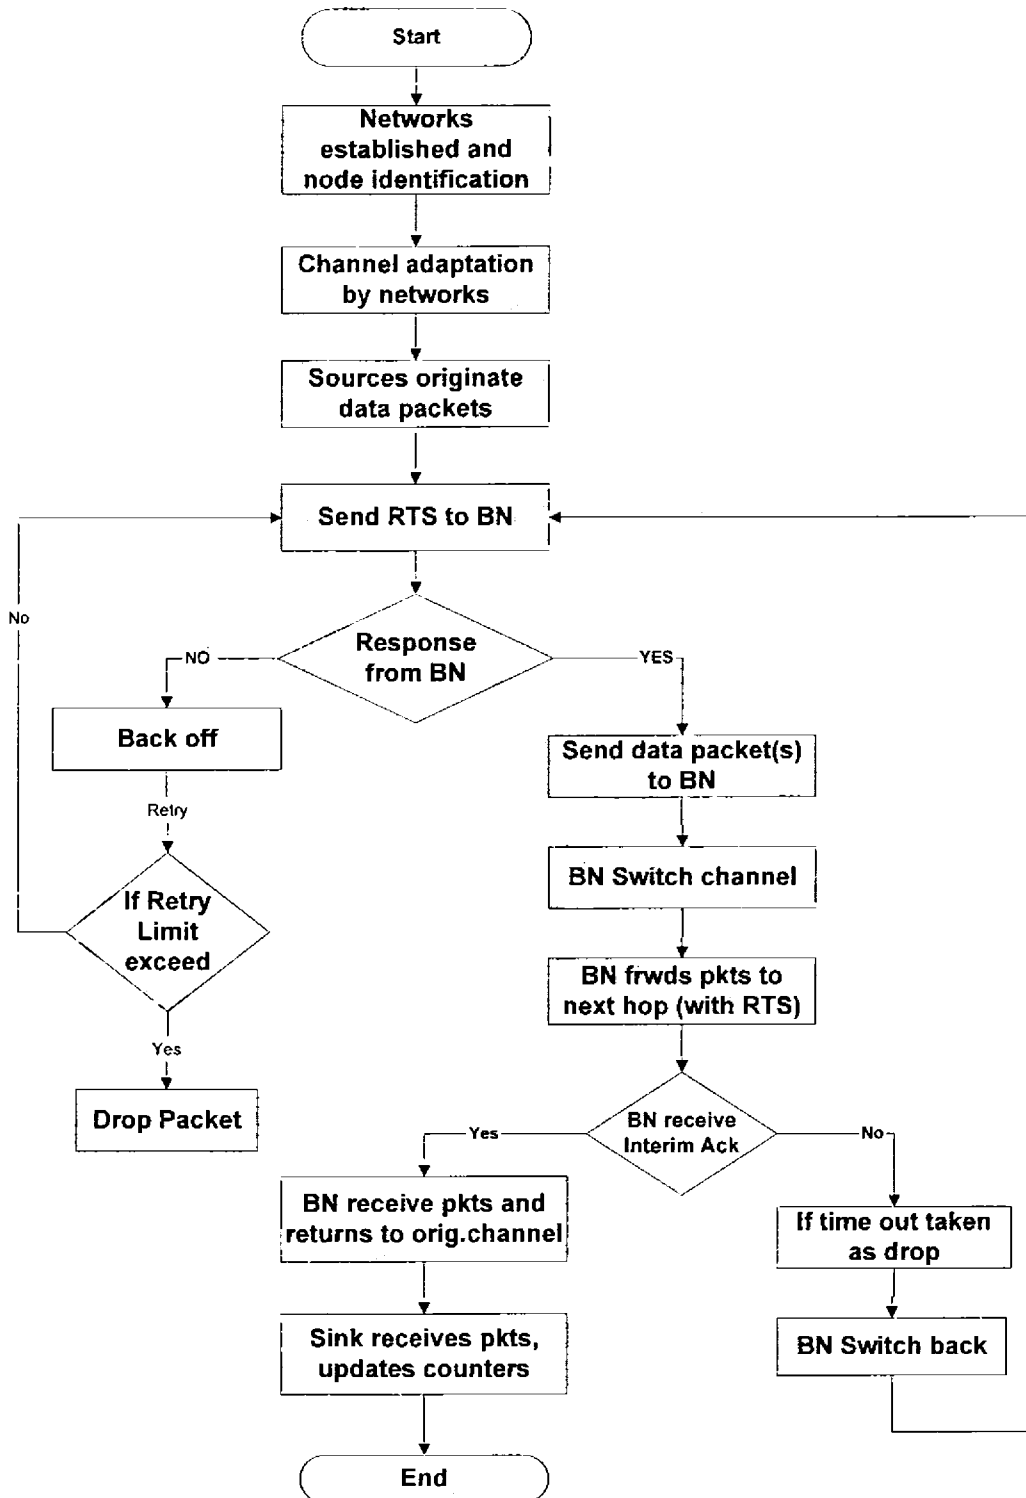 Start
Networks
established and
node identification
Channel adaptation
by networks
Sources originate
data packets
Send RTS to BN
No
Response
from BN
NO
YES
Back off
Send data packet(s)
to BN
Retry
BN Switch channel
If Retry
Limit
exceed
BN frwds pkts to
next hop (with RTS)
Yes
Drop Packet
BN receive
Interim Ack
Yes
No
BN receive pkts and
returns to orig.channel
If time out taken
as drop
Sink receives pkts,
updates counters
BN Switch back
End